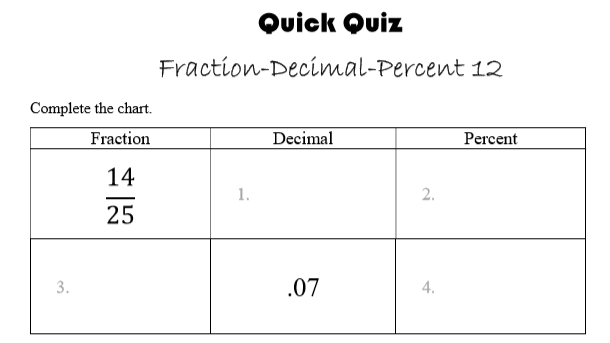 Quick Quiz
Fraction-Decimal-Percent 12
Complete the chart.
Fraction Decimal Percent
14
25
1. 2.
3. .07 4.